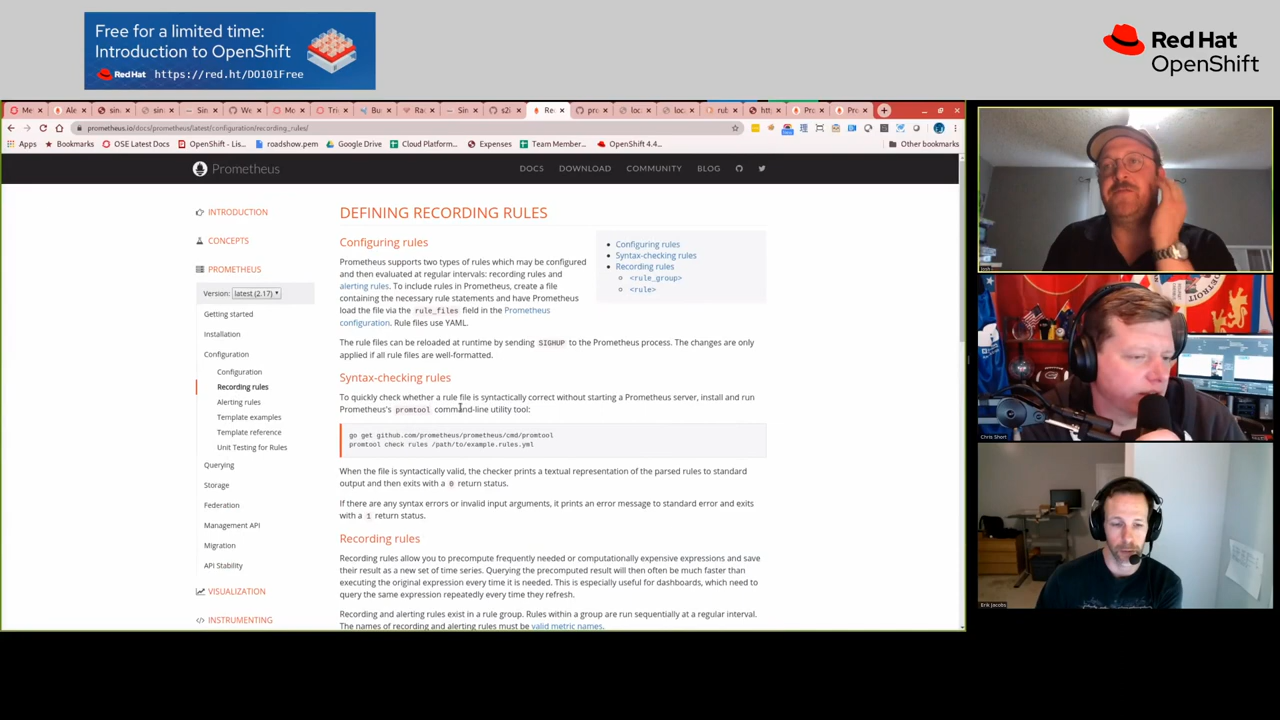 Free for a limited time:
Introduction to OpenShift
Red Hat https://red.ht/DO101Free
Red Hat
OpenShift
prometheus.io/docs/prometheus/latest/configuration/recording_rules/
Apps Bookmarks OSE Latest Docs OpenShift - Lis... roadshow.pem Google Drive Cloud Platform... Expenses Team Member... OpenShift 4.4... Other bookmarks
Prometheus
DOCS DOWNLOAD COMMUNITY BLOG
INTRODUCTION
CONCEPTS
PROMETHEUS
Version: latest (2.17)
Getting started
Installation
Configuration
Configuration
Recording rules
Alerting rules
Template examples
Template reference
Unit Testing for Rules
Querying
Storage
Federation
Management API
Migration
API Stability
VISUALIZATION
INSTRUMENTING
DEFINING RECORDING RULES
Configuring rules
Prometheus supports two types of rules which may be configured
and then evaluated at regular intervals: recording rules and
alerting rules. To include rules in Prometheus, create a file
containing the necessary rule statements and have Prometheus
load the file via the rule_files field in the Prometheus
configuration. Rule files use YAML.
Configuring rules
Syntax-checking rules
Recording rules
<rule_group>
<rule>
The rule files can be reloaded at runtime by sending SIGHUP to the Prometheus process. The changes are only
applied if all rule files are well-formatted.
Syntax-checking rules
To quickly check whether a rule file is syntactically correct without starting a Prometheus server, install and run
Prometheus's promtool command-line utility tool:
go get github.com/prometheus/prometheus/cmd/promtool
promtool check rules /path/to/example.rules.yml
When the file is syntactically valid, the checker prints a textual representation of the parsed rules to standard
output and then exits with a 0 return status.
If there are any syntax errors or invalid input arguments, it prints an error message to standard error and exits
with a 1 return status.
Recording rules
Recording rules allow you to precompute frequently needed or computationally expensive expressions and save
their result as a new set of time series. Querying the precomputed result will then often be much faster than
executing the original expression every time it is needed. This is especially useful for dashboards, which need to
query the same expression repeatedly every time they refresh.
Recording and alerting rules exist in a rule group. Rules within a group are run sequentially at a regular interval.
The names of recording and alerting rules must be valid metric names.
Chris Short
Erik Jacobs